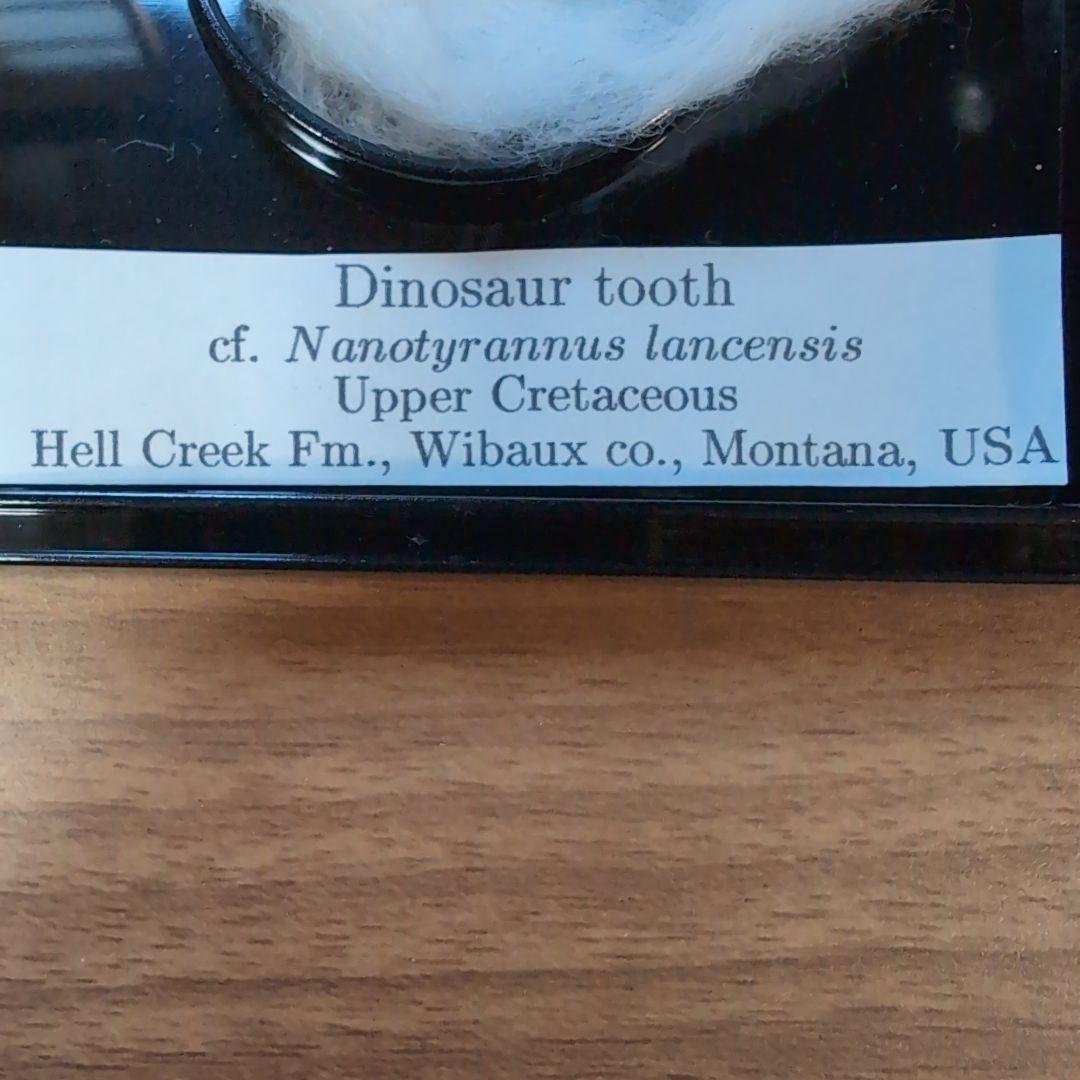 Dinosaur tooth
cf. Nanotyrannus lancensis
Upper Cretaceous
Hell Creek Fm., Wibaux co., Montana, USA